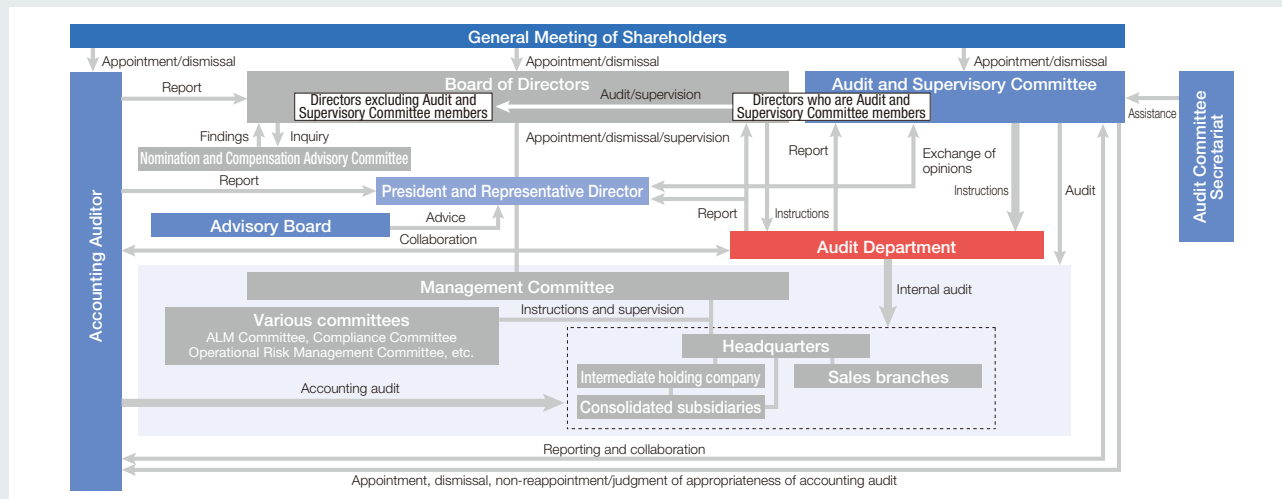 General Meeting of Shareholders
Appointment/dismissal
Appointment/dismissal
Appointment/dismissal
Board of Directors
Audit and Supervisory Committee
Report
Audit/supervision
Directors excluding Audit and
Supervisory Committee members
Directors who are Audit and
Supervisory Committee members
Assistance
Audit Committee
Secretariat
Findings
Inquiry
Appointment/dismissal/supervision
Nomination and Compensation Advisory Committee
Report
Exchange of
opinions
Report
President and Representative Director
Instructions
Audit
Advisory Board
Advice
Report
Instructions
Collaboration
Audit Department
Accounting Auditor
Management Committee
Internal audit
Instructions and supervision
Various committees
ALM Committee, Compliance Committee
Operational Risk Management Committee, etc.
Headquarters
Intermediate holding company
Sales branches
Accounting audit
Consolidated subsidiaries
Reporting and collaboration
Appointment, dismissal, non-reappointment/judgment of appropriateness of accounting audit